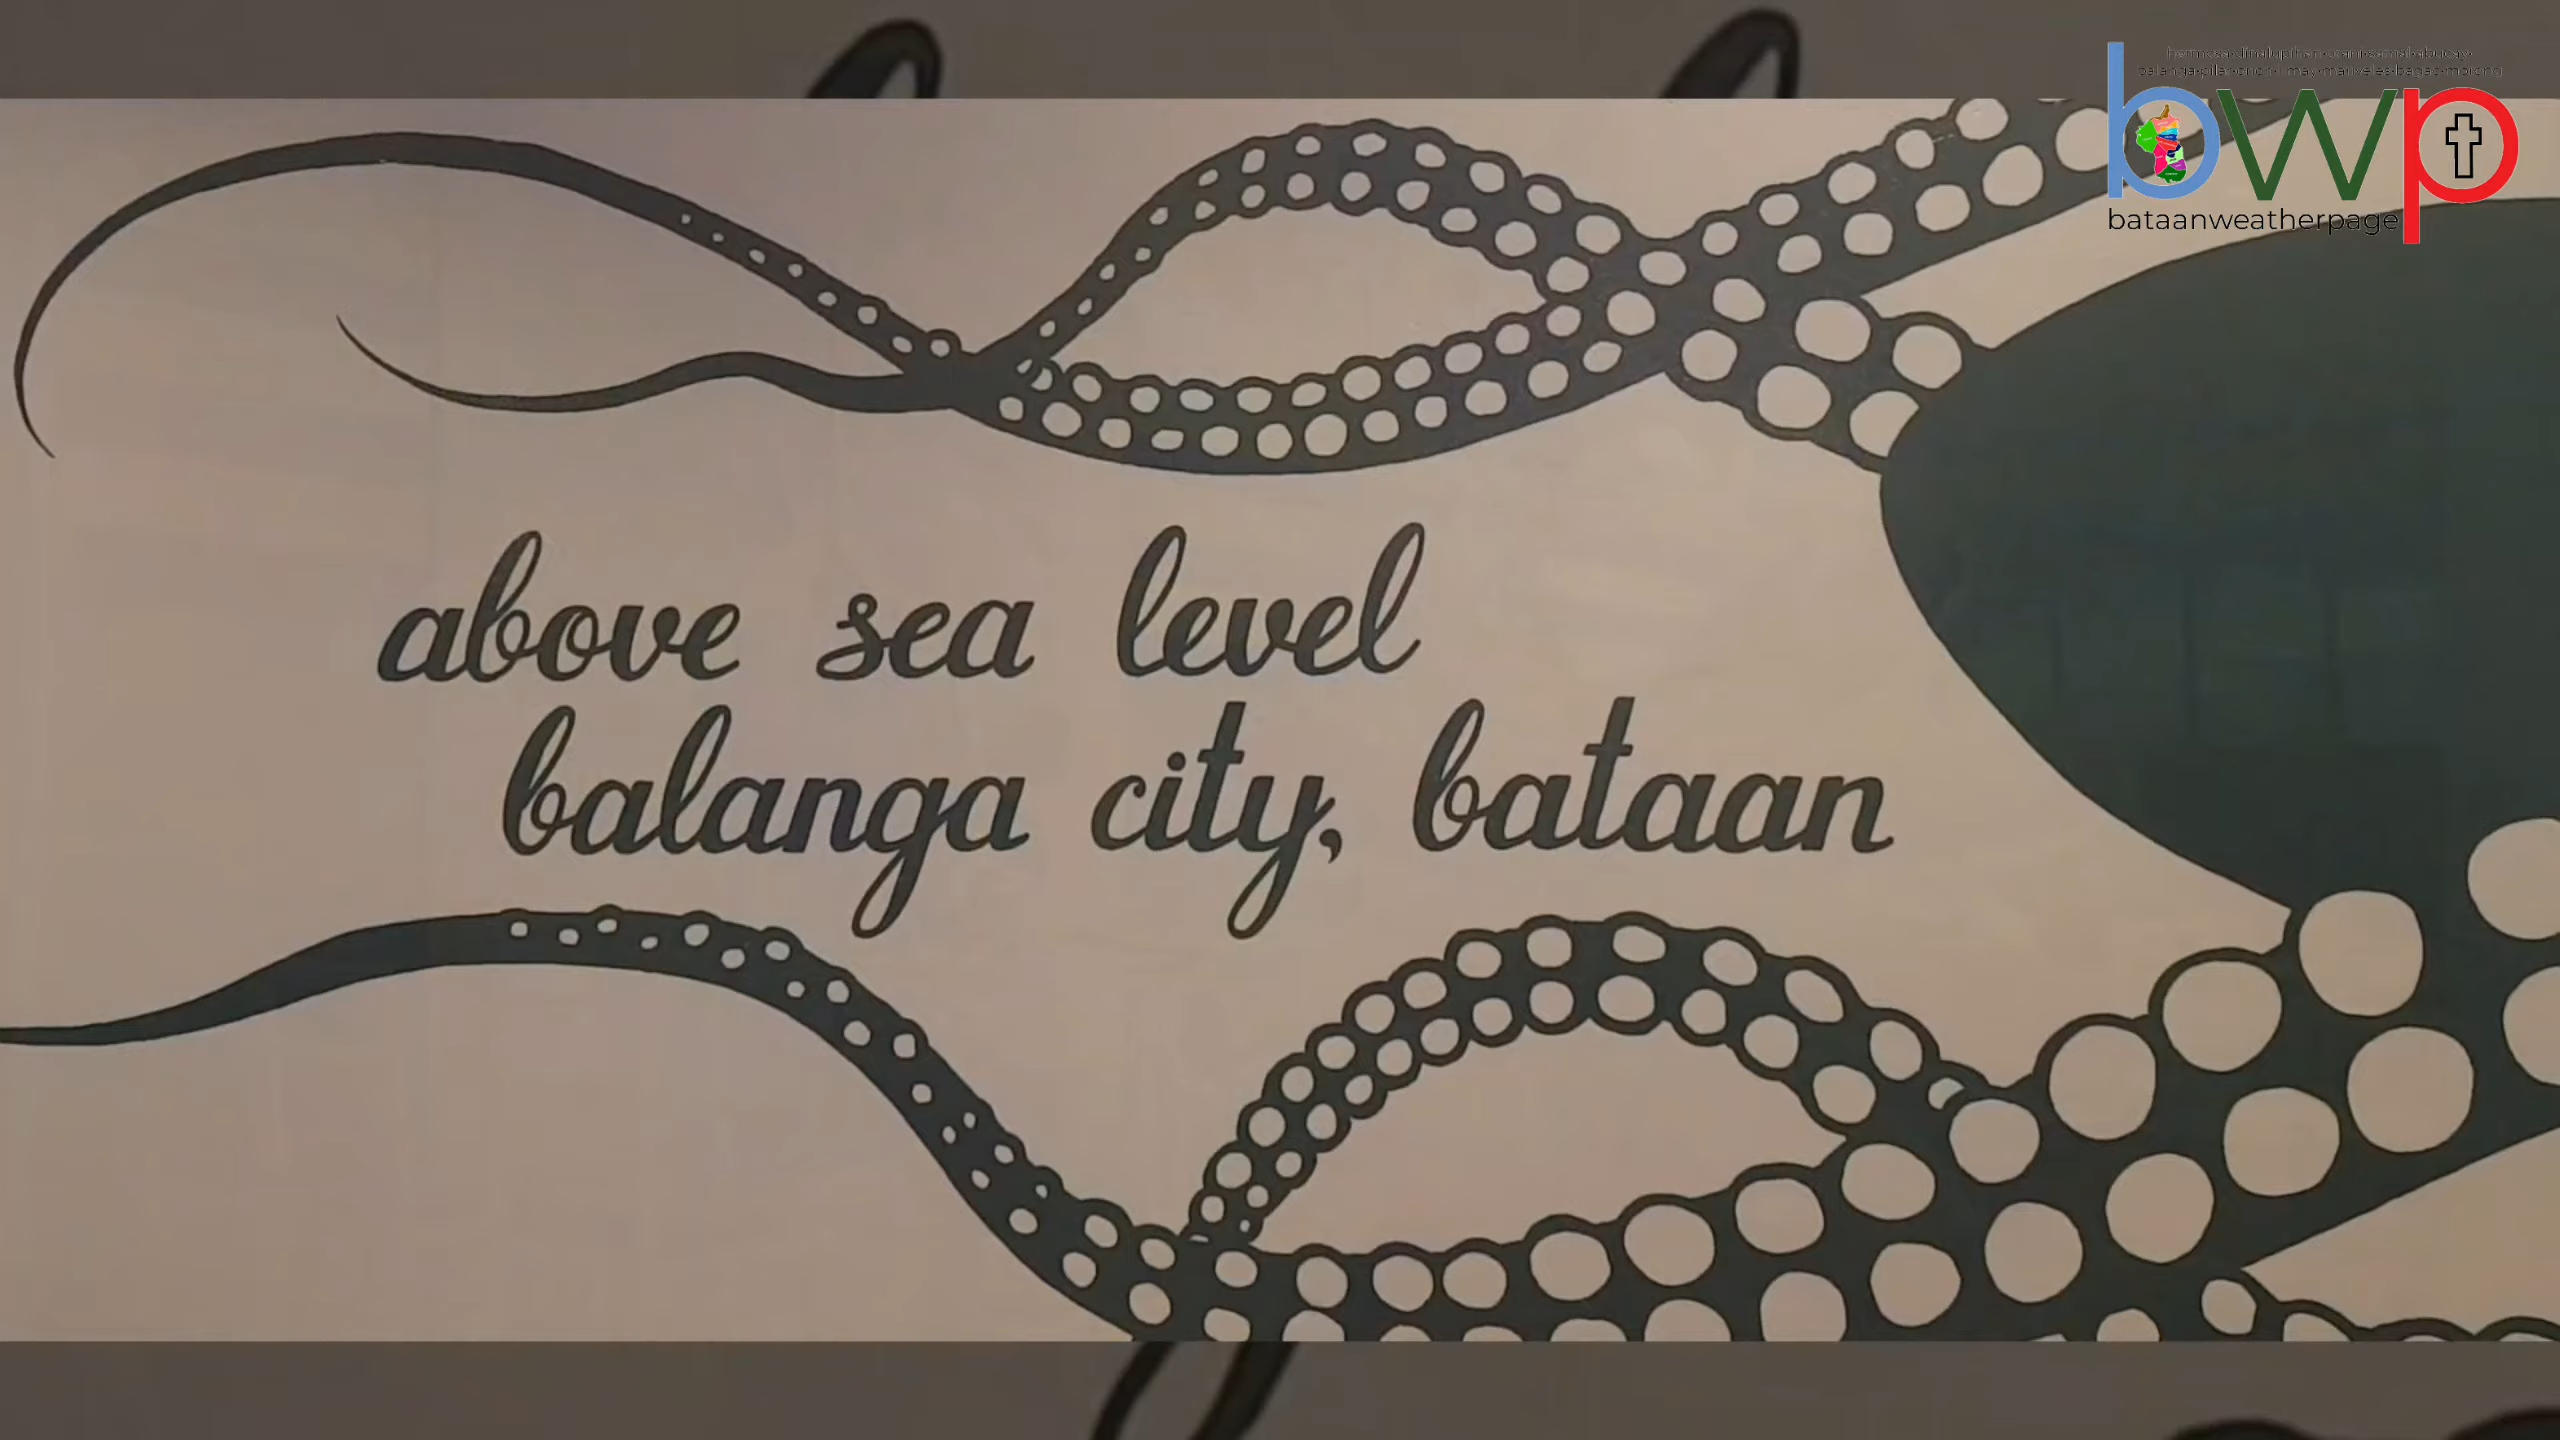 bwp
bataanweatherpage
above sea level
balanga city, bataan